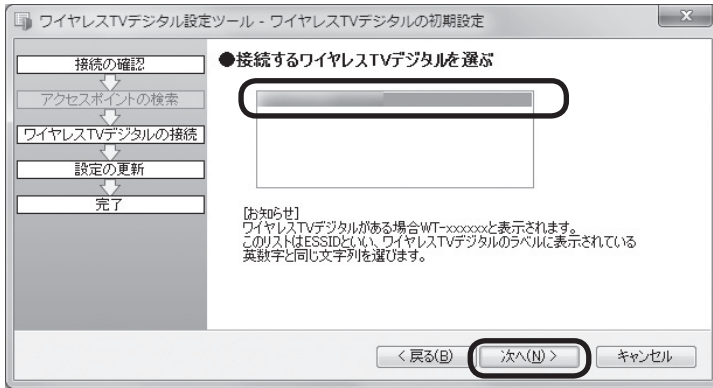 ワイヤレスTVデジタル設定ツール - ワイヤレスTVデジタルの初期設定
接続の確認
アクセスポイントの検索
ワイヤレスTVデジタルの接続
設定の更新
完了
●接続するワイヤレスTVデジタルを選ぶ
[お知らせ]
ワイヤレスTVデジタルがある場合WT-xxxxxxと表示されます。
このリストはESSIDといい、ワイヤレスTVデジタルのラベルに表示されている
英数字と同じ文字列を選びます。
< 戻る(B)
次へ(N) >
キャンセル